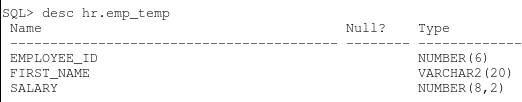 SQL> desc hr.emp_temp
Name Null? Type
----------------------------------------- -------- -------------
EMPLOYEE_ID NUMBER(6)
FIRST_NAME VARCHAR2(20)
SALARY NUMBER(8,2)